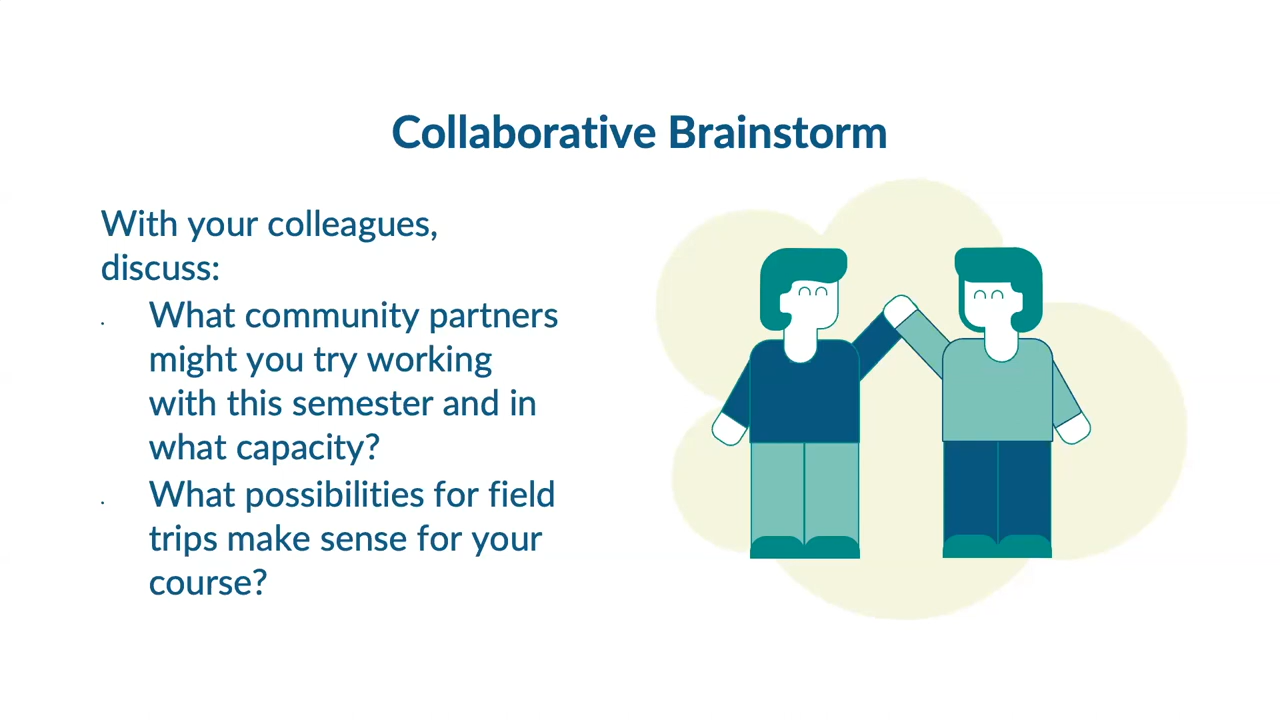 Collaborative Brainstorm
With your colleagues,
discuss:
· What community partners
might you try working
with this semester and in
what capacity?
· What possibilities for field
trips make sense for your
course?